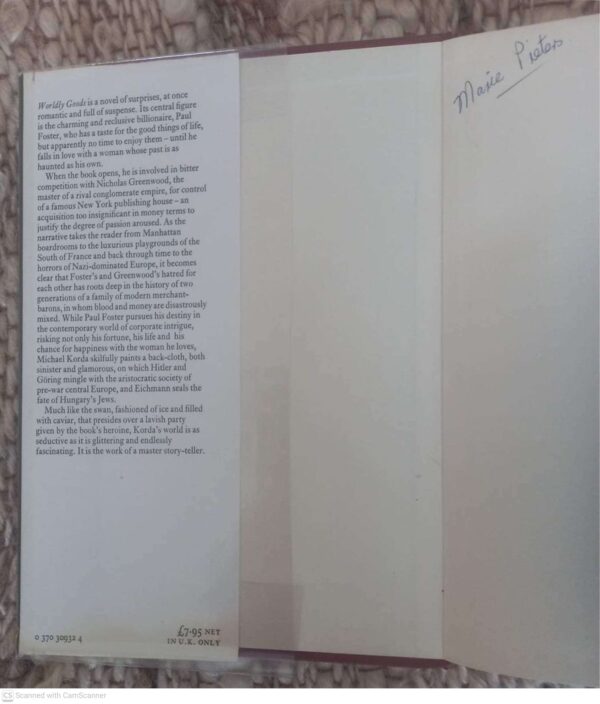 Worldly Goods is a novel of surprises, at once
romantic and full of suspense. Its central figure
is the charming and reclusive billionaire, Paul
Foster, who has a taste for the good things of life,
but apparently no time to enjoy them – until he
falls in love with a woman whose past is as
haunted as his own.
When the book opens, he is involved in bitter
competition with Nicholas Greenwood, the
master of a rival conglomerate empire, for control
of a famous New York publishing house – an
acquisition too insignificant in money terms to
justify the degree of passion aroused. As the
narrative takes the reader from Manhattan
boardrooms to the luxurious playgrounds of the
South of France and back through time to the
horrors of Nazi-dominated Europe, it becomes
clear that Foster's and Greenwood's hatred for
each other has roots deep in the history of two
generations of a family of modern merchant-
barons, in whom blood and money are disastrously
mixed. While Paul Foster pursues his destiny in
the contemporary world of corporate intrigue,
risking not only his fortune, his life and his
chance for happiness with the woman he loves,
Michael Korda skilfully paints a back-cloth, both
sinister and glamorous, on which Hitler and
Göring mingle with the aristocratic society of
pre-war central Europe, and Eichmann seals the
fate of Hungary's Jews.
Much like the swan, fashioned of ice and filled
with caviar, that presides over a lavish party
given by the book's heroine, Korda's world is as
seductive as it is glittering and endlessly
fascinating. It is the work of a master story-teller.
0 370 30932 4
£7·95 NET
IN U.K. ONLY
Marie Pieters.
CS Scanned with CamScanner